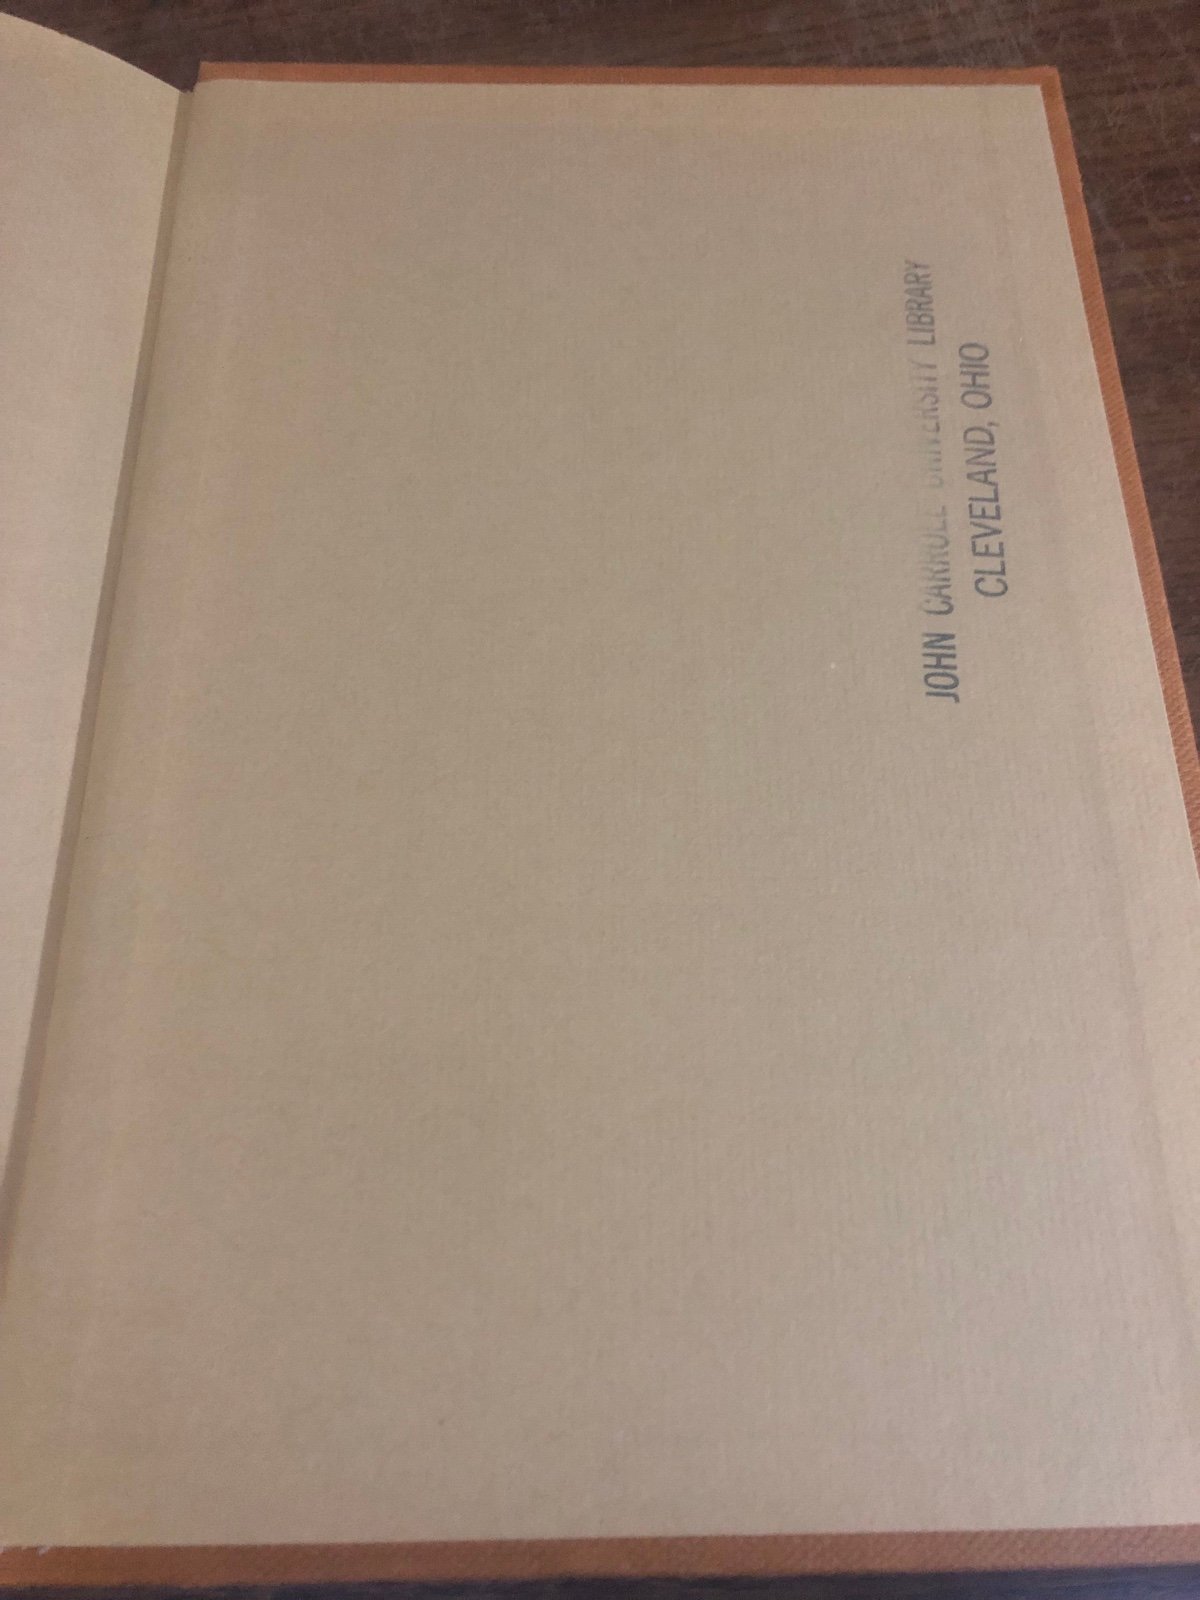 JOHN CARROLL UNIVERSITY LIBRARY
CLEVELAND, OHIO